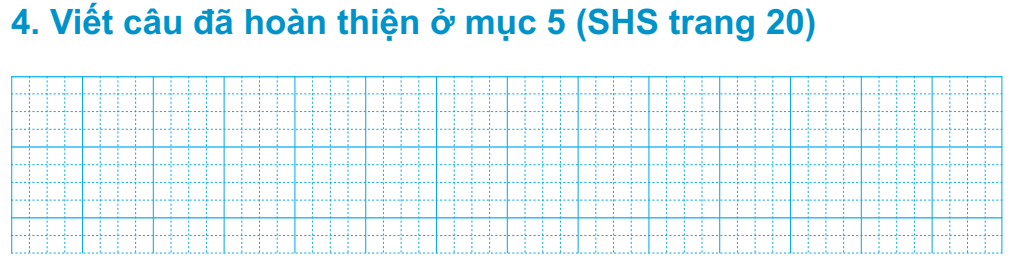 4. Viết câu đã hoàn thiện ở mục 5 (SHS trang 20)